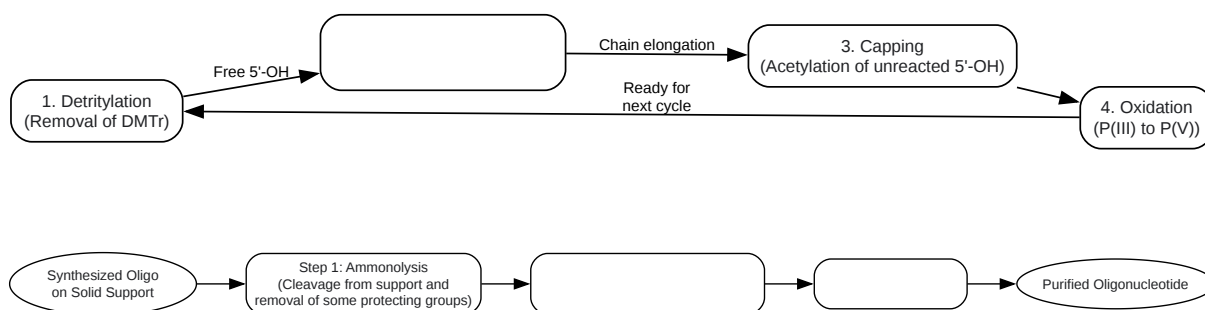 1. Detritylation
(Removal of DMTr)
Free 5'-OH
Chain elongation
3. Capping
(Acetylation of unreacted 5'-OH)
Ready for
next cycle
4. Oxidation
(P(III) to P(V))
Synthesized Oligo
on Solid Support
Step 1: Ammonolysis
(Cleavage from support and
removal of some protecting groups)
Purified Oligonucleotide